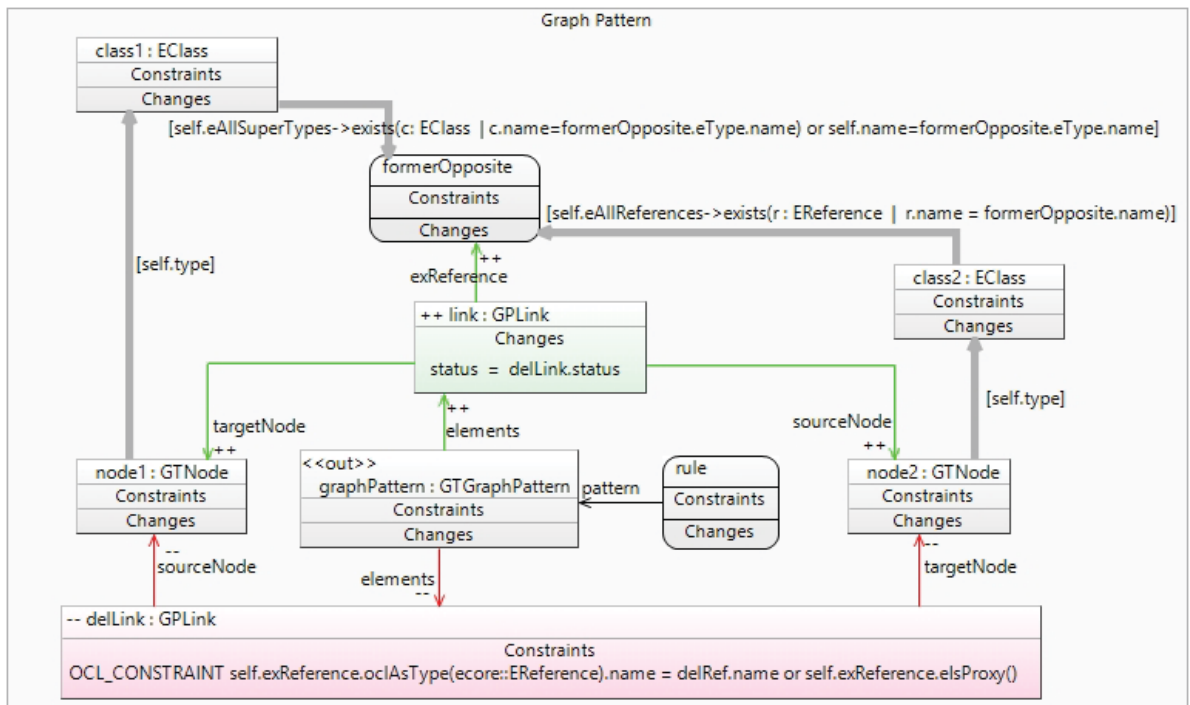 Graph Pattern
class1 : EClass
Constraints
Changes
[self.eAllSuperTypes->exists(c: EClass | c.name=formerOpposite.eType.name) or self.name=formerOpposite.eType.name]
formerOpposite
Constraints
Changes
[self.eAllReferences->exists(r : EReference | r.name = formerOpposite.name)]
[self.type]
++
exReference
class2 : EClass
Constraints
Changes
++ link : GPLink
Changes
status = delLink.status
[self.type]
++
elements
targetNode
++
sourceNode
++
node1 : GTNode
Constraints
Changes
<<out>>
graphPattern : GTGraphPattern
Constraints
Changes
pattern
rule
Constraints
Changes
node2 : GTNode
Constraints
Changes
--
sourceNode
elements
--
--
targetNode
-- delLink : GPLink
Constraints
OCL_CONSTRAINT self.exReference.oclAsType(ecore::EReference).name = delRef.name or self.exReference.eIsProxy()